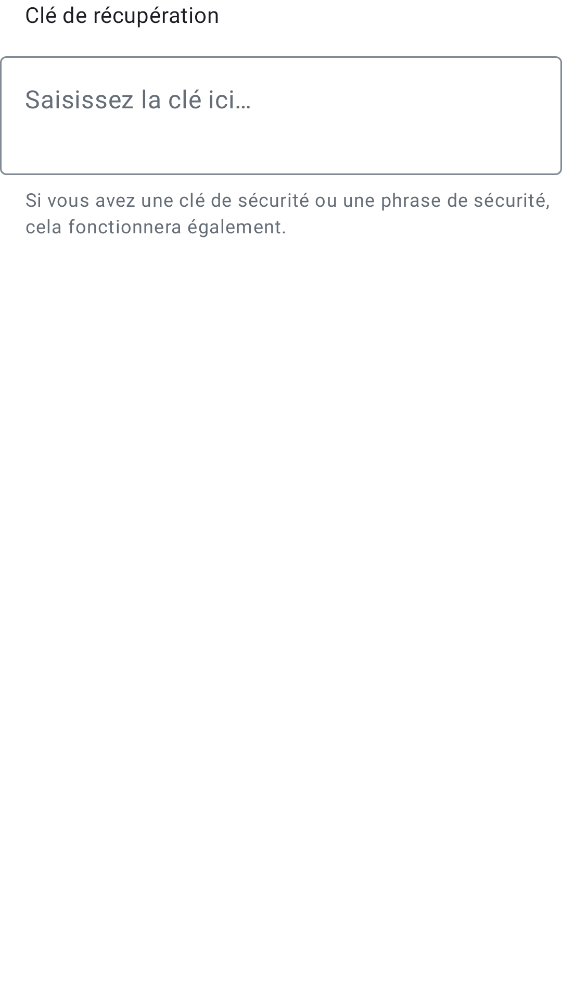 Clé de récupération
Saisissez la clé ici…
Si vous avez une clé de sécurité ou une phrase de sécurité,
cela fonctionnera également.